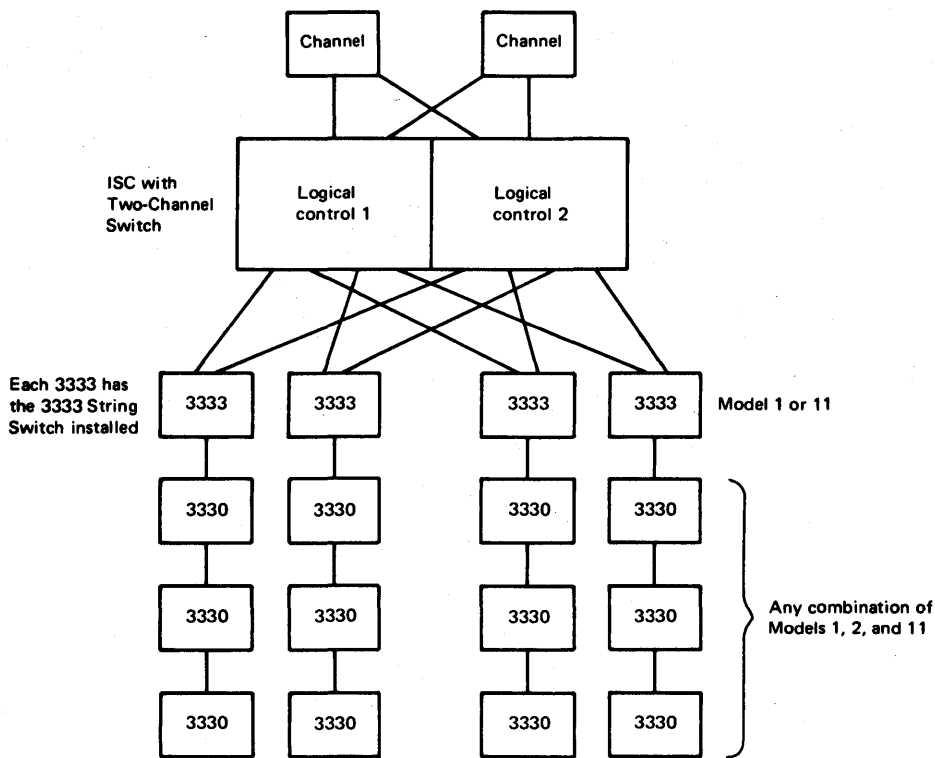 Channel
Channel
ISC with
Two-Channel
Switch
Logical
control 1
Logical
control 2
Each 3333 has
the 3333 String
Switch installed
3333
3333
3333
3333
Model 1 or 11
3330
3330
3330
3330
3330
3330
3330
3330
Any combination of
Models 1, 2, and 11
3330
3330
3330
3330